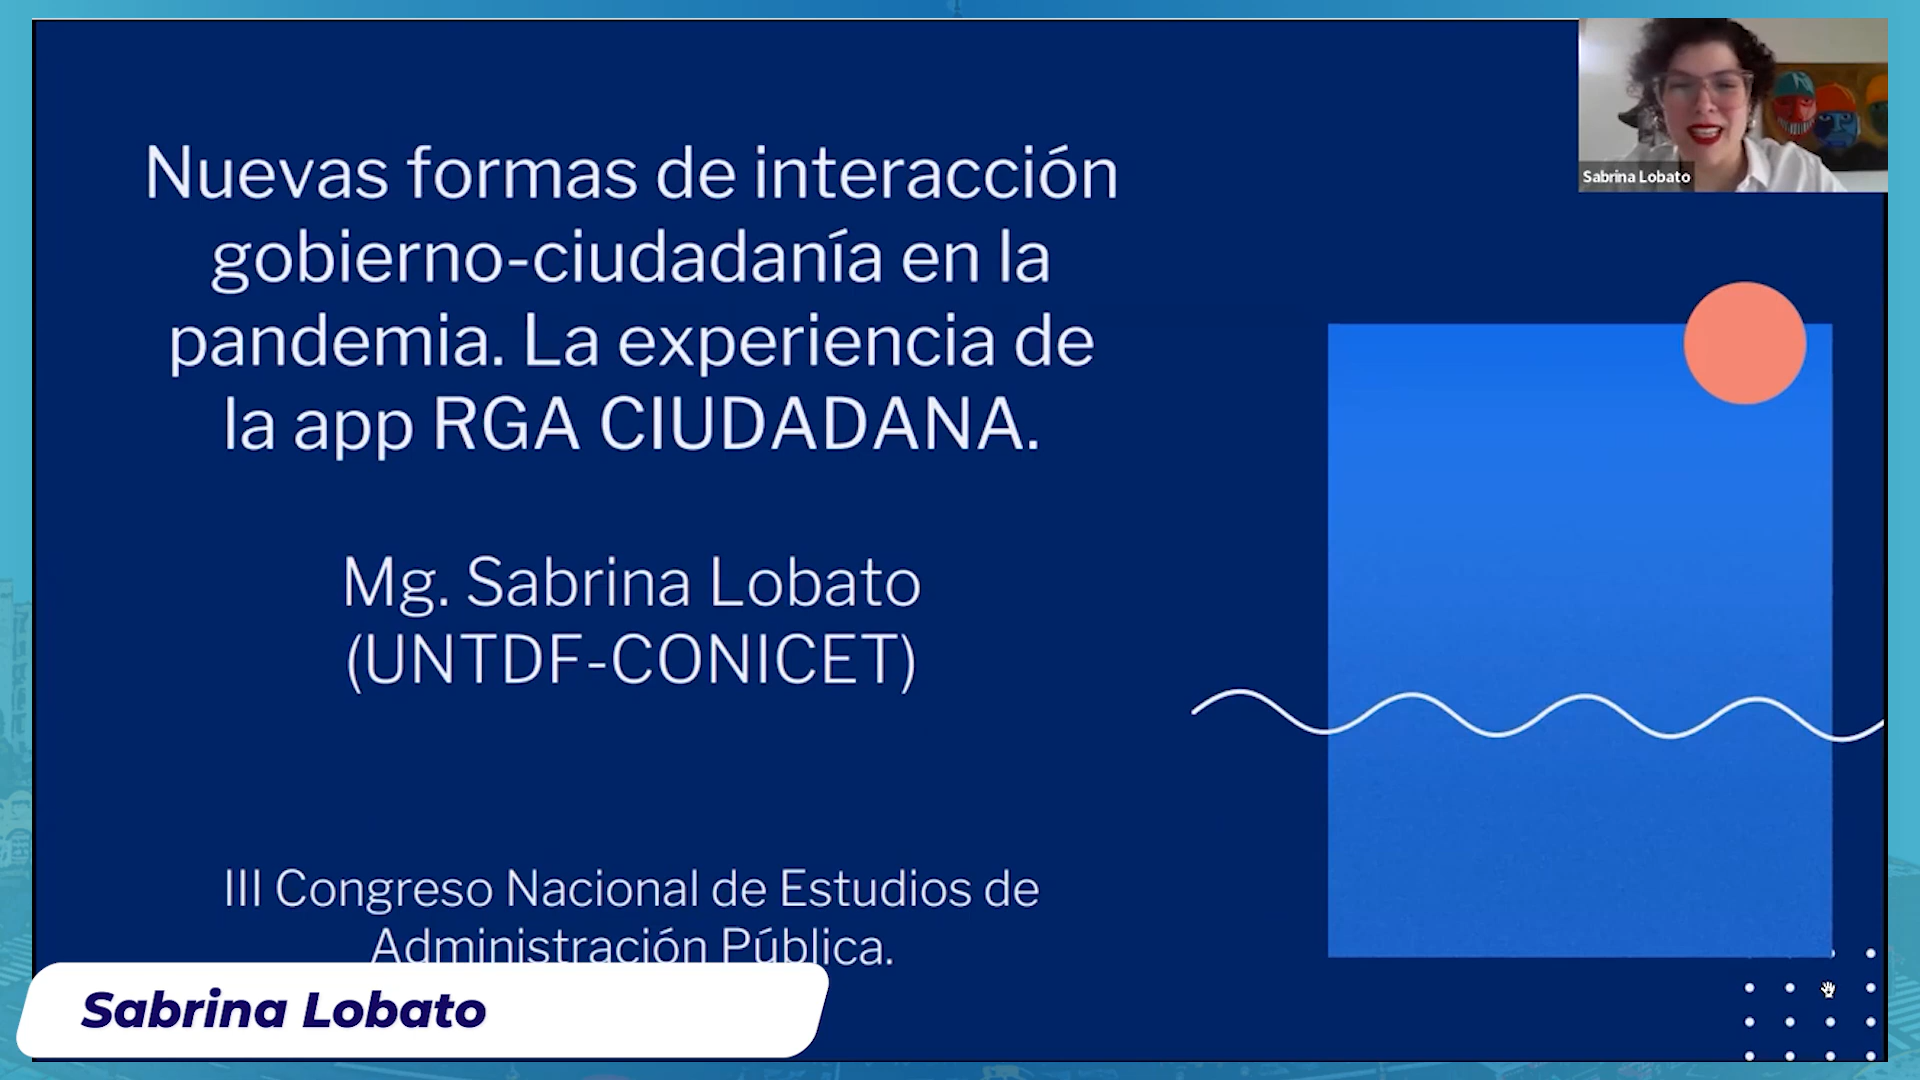 Nuevas formas de interacción
gobierno-ciudadanía en la
pandemia. La experiencia de
la app RGA CIUDADANA.
Mg. Sabrina Lobato
(UNTDF-CONICET)
III Congreso Nacional de Estudios de
Administración Pública.
Sabrina Lobato
Sabrina Lobato